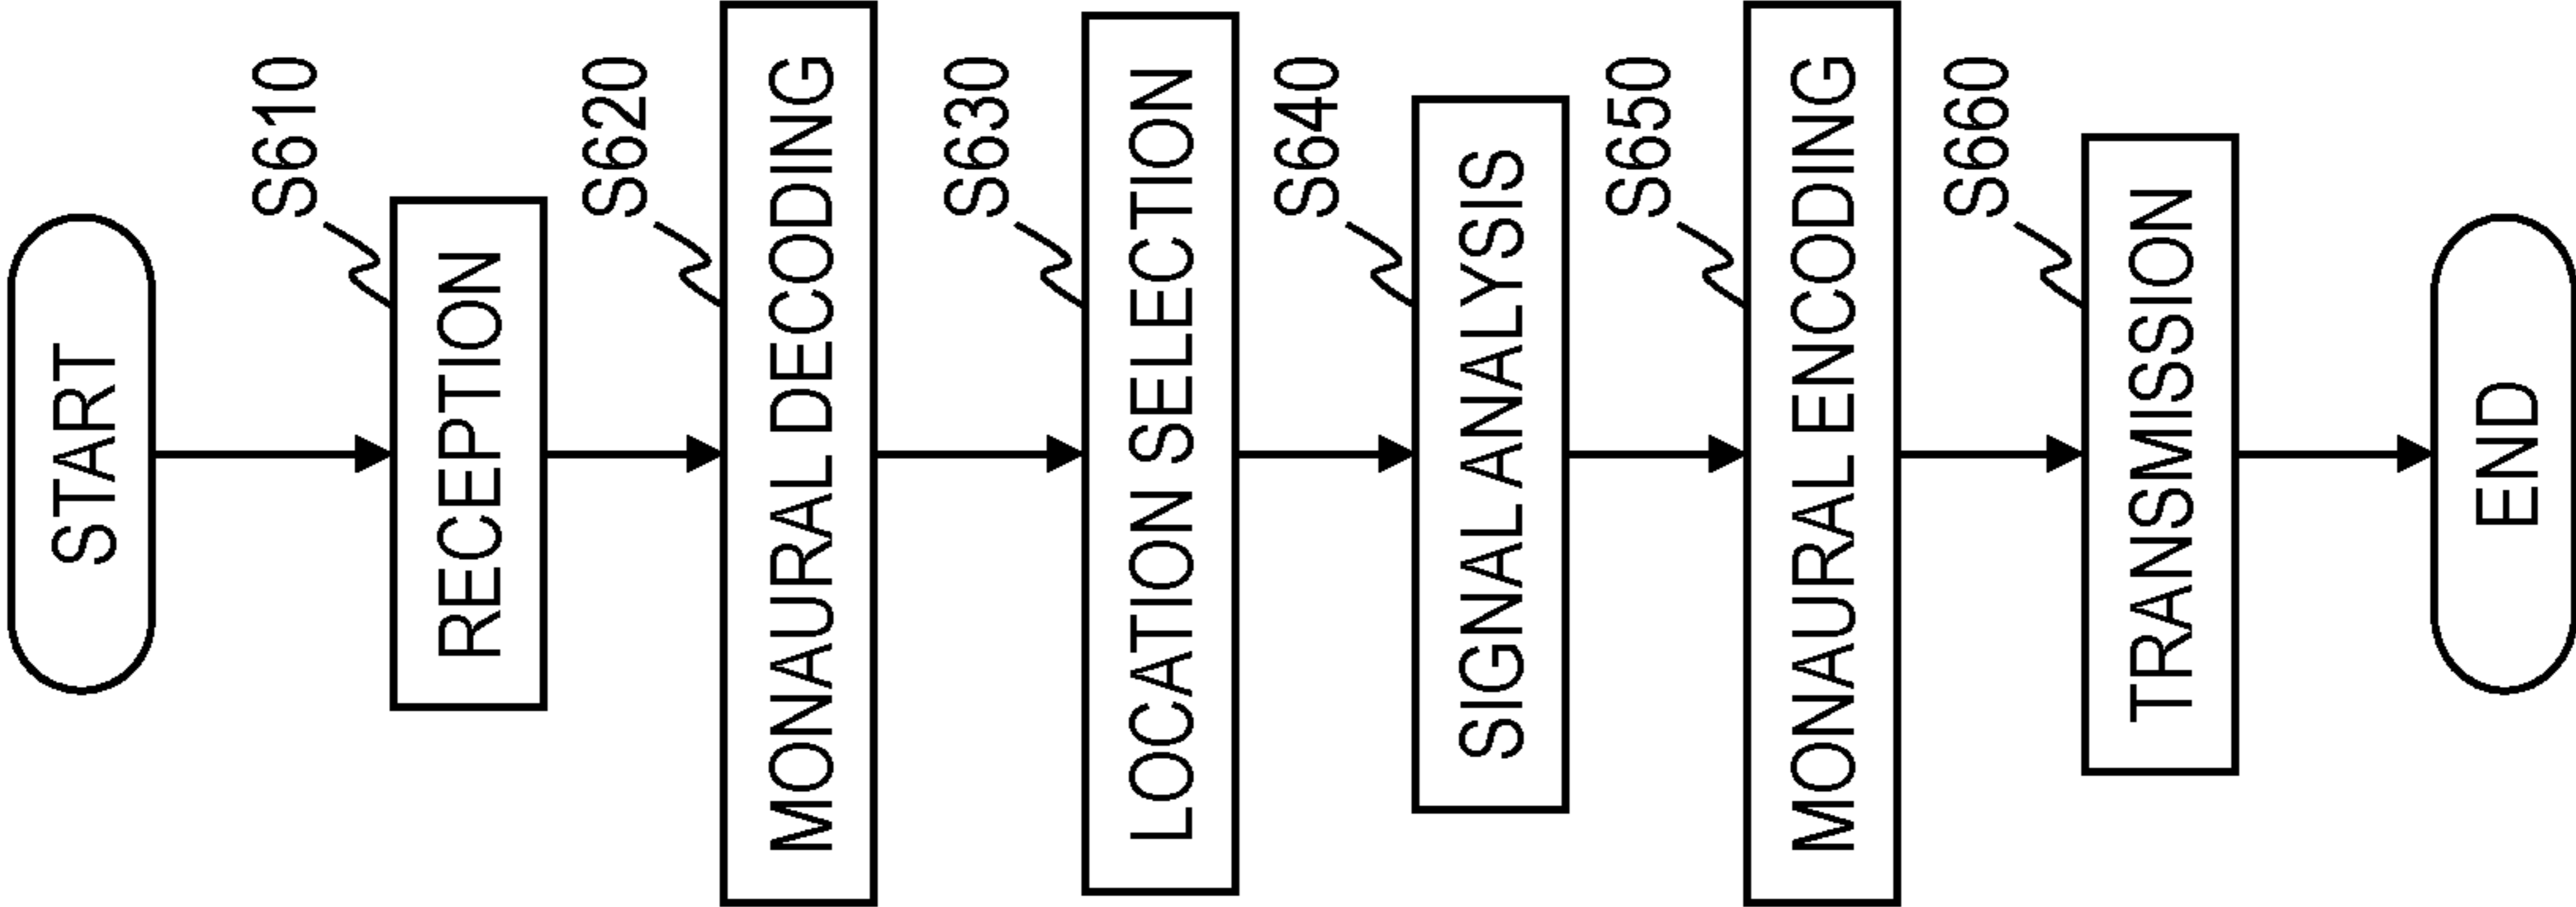 START
S610
RECEPTION
S620
MONAURAL DECODING
S630
LOCATION SELECTION
S640
SIGNAL ANALYSIS
S650
MONAURAL ENCODING
S660
TRANSMISSION
END